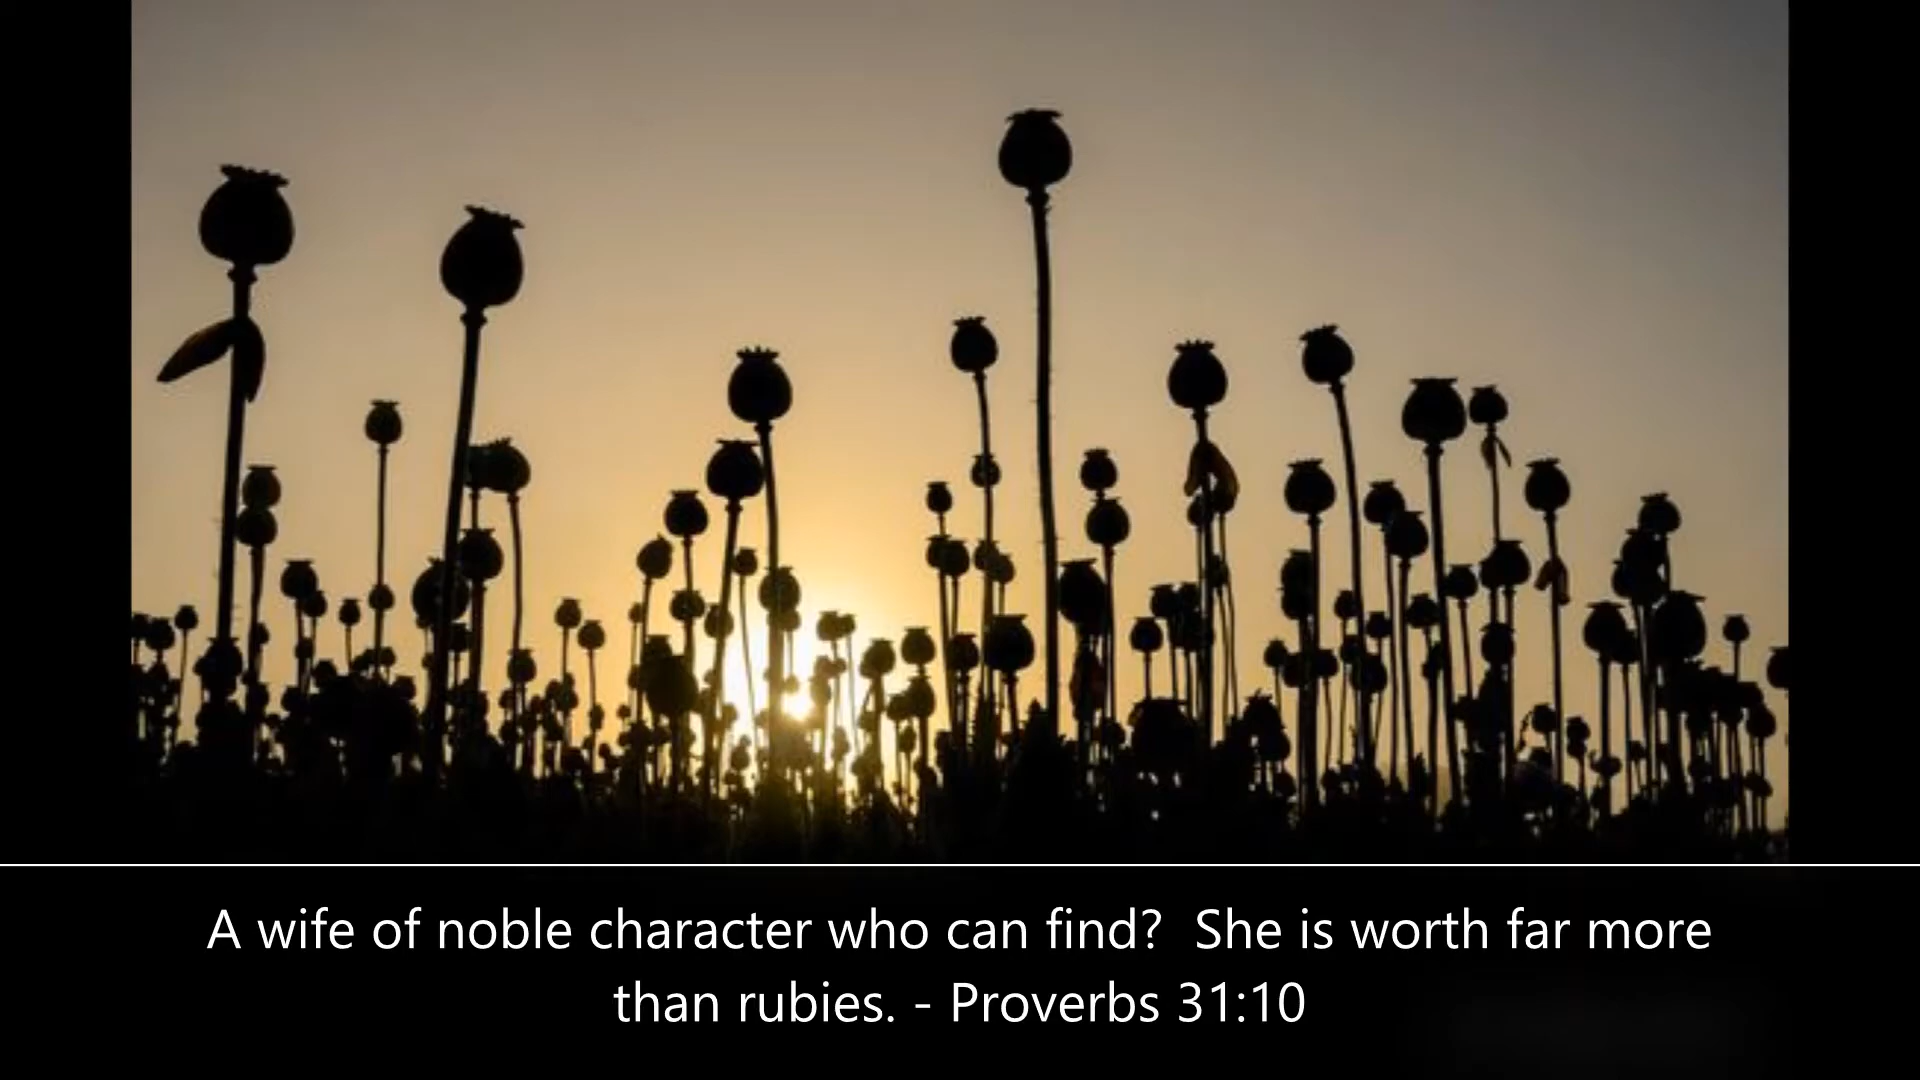 A wife of noble character who can find?  She is worth far more
than rubies. - Proverbs 31:10